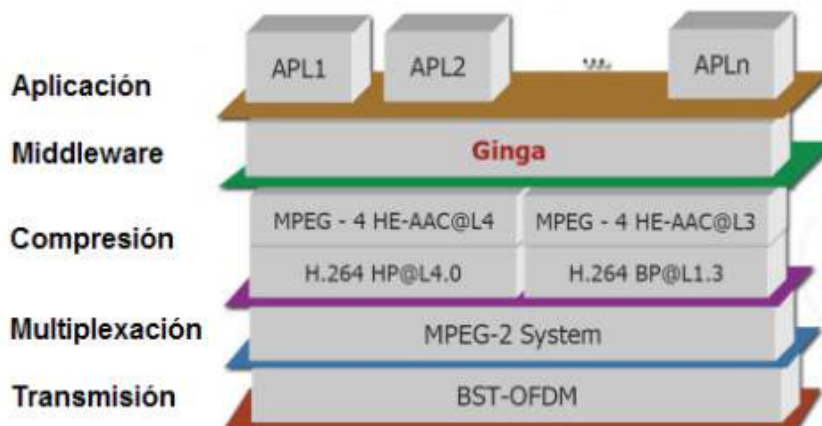 APL1 APL2 APLn
Aplicación
Middleware Ginga
MPEG - 4 HE-AAC@L4 MPEG - 4 HE-AAC@L3
Compresión
H.264 HP@L4.0 H.264 BP@L1.3
Multiplexación MPEG-2 System
Transmisión BST-OFDM